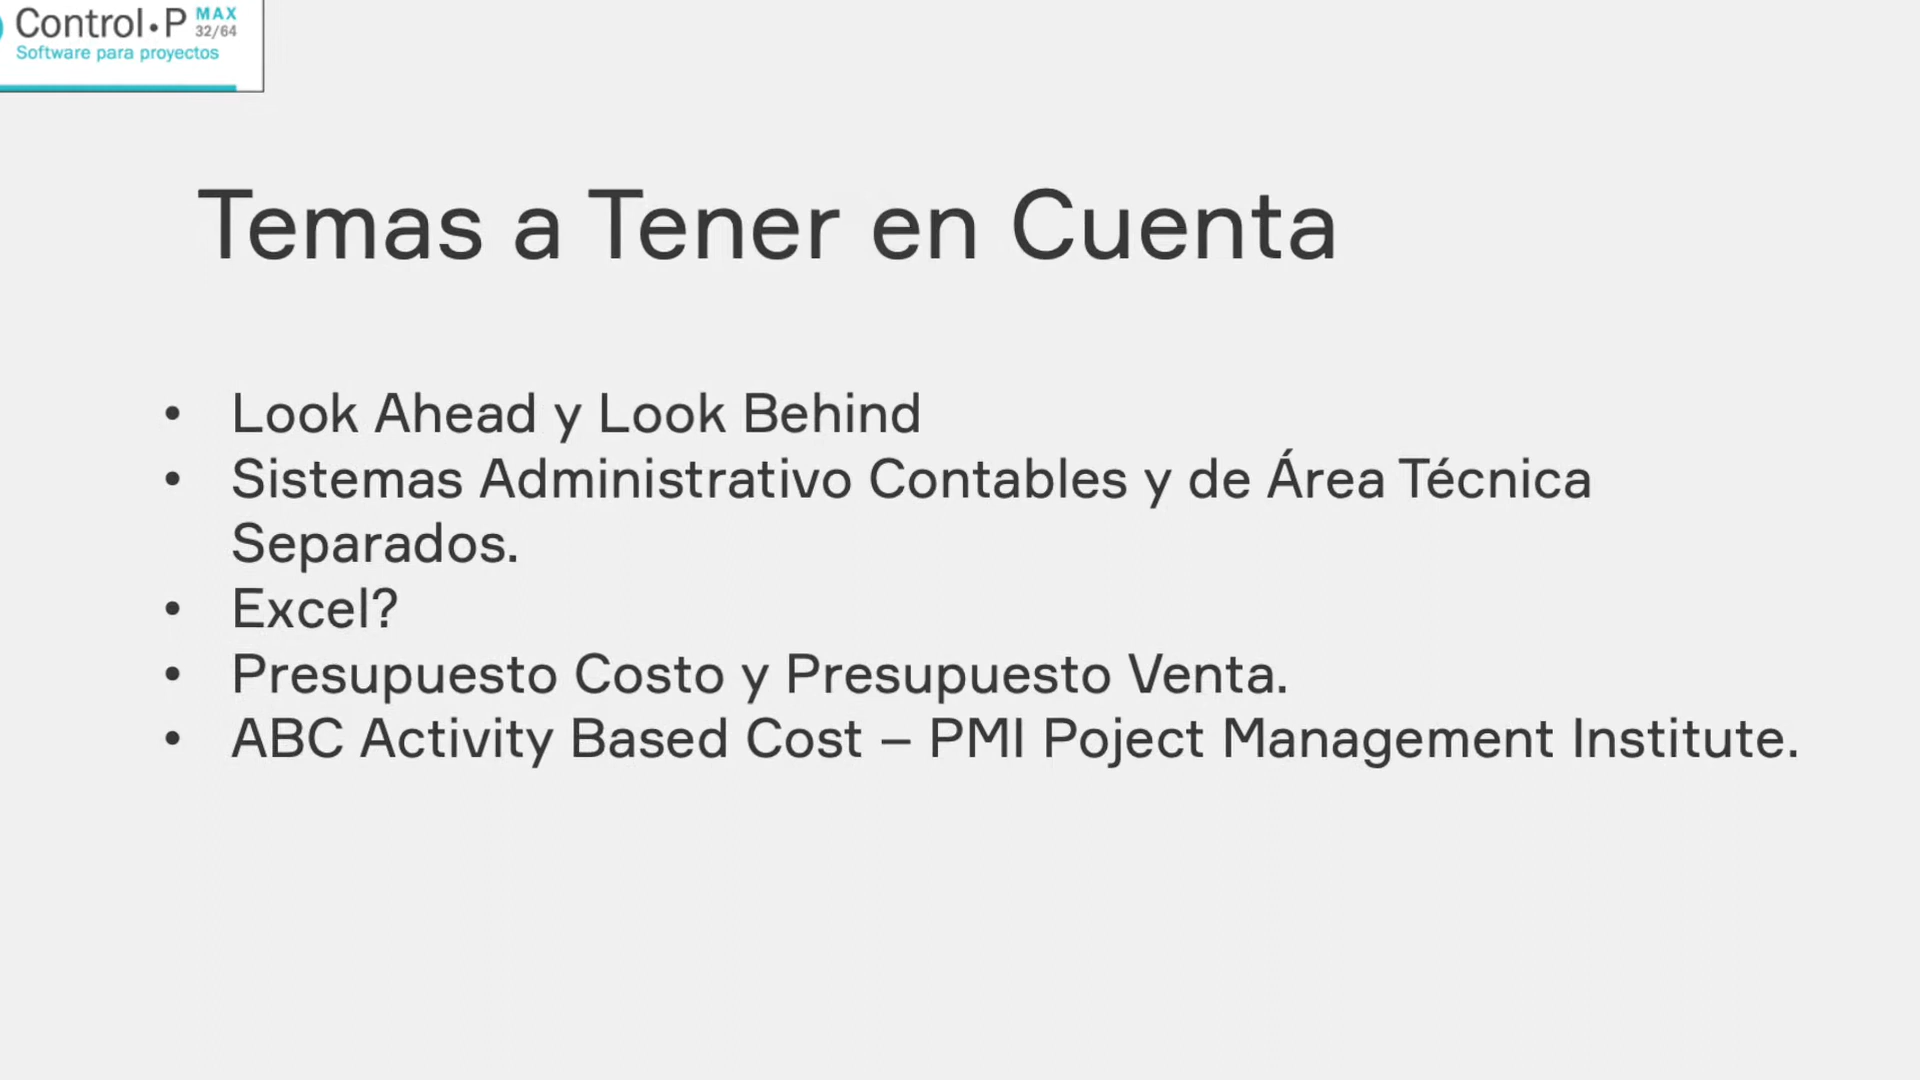 Control·P MAX
32/64
Software para proyectos
Temas a Tener en Cuenta
• Look Ahead y Look Behind
• Sistemas Administrativo Contables y de Área Técnica
Separados.
• Excel?
• Presupuesto Costo y Presupuesto Venta.
• ABC Activity Based Cost – PMI Poject Management Institute.